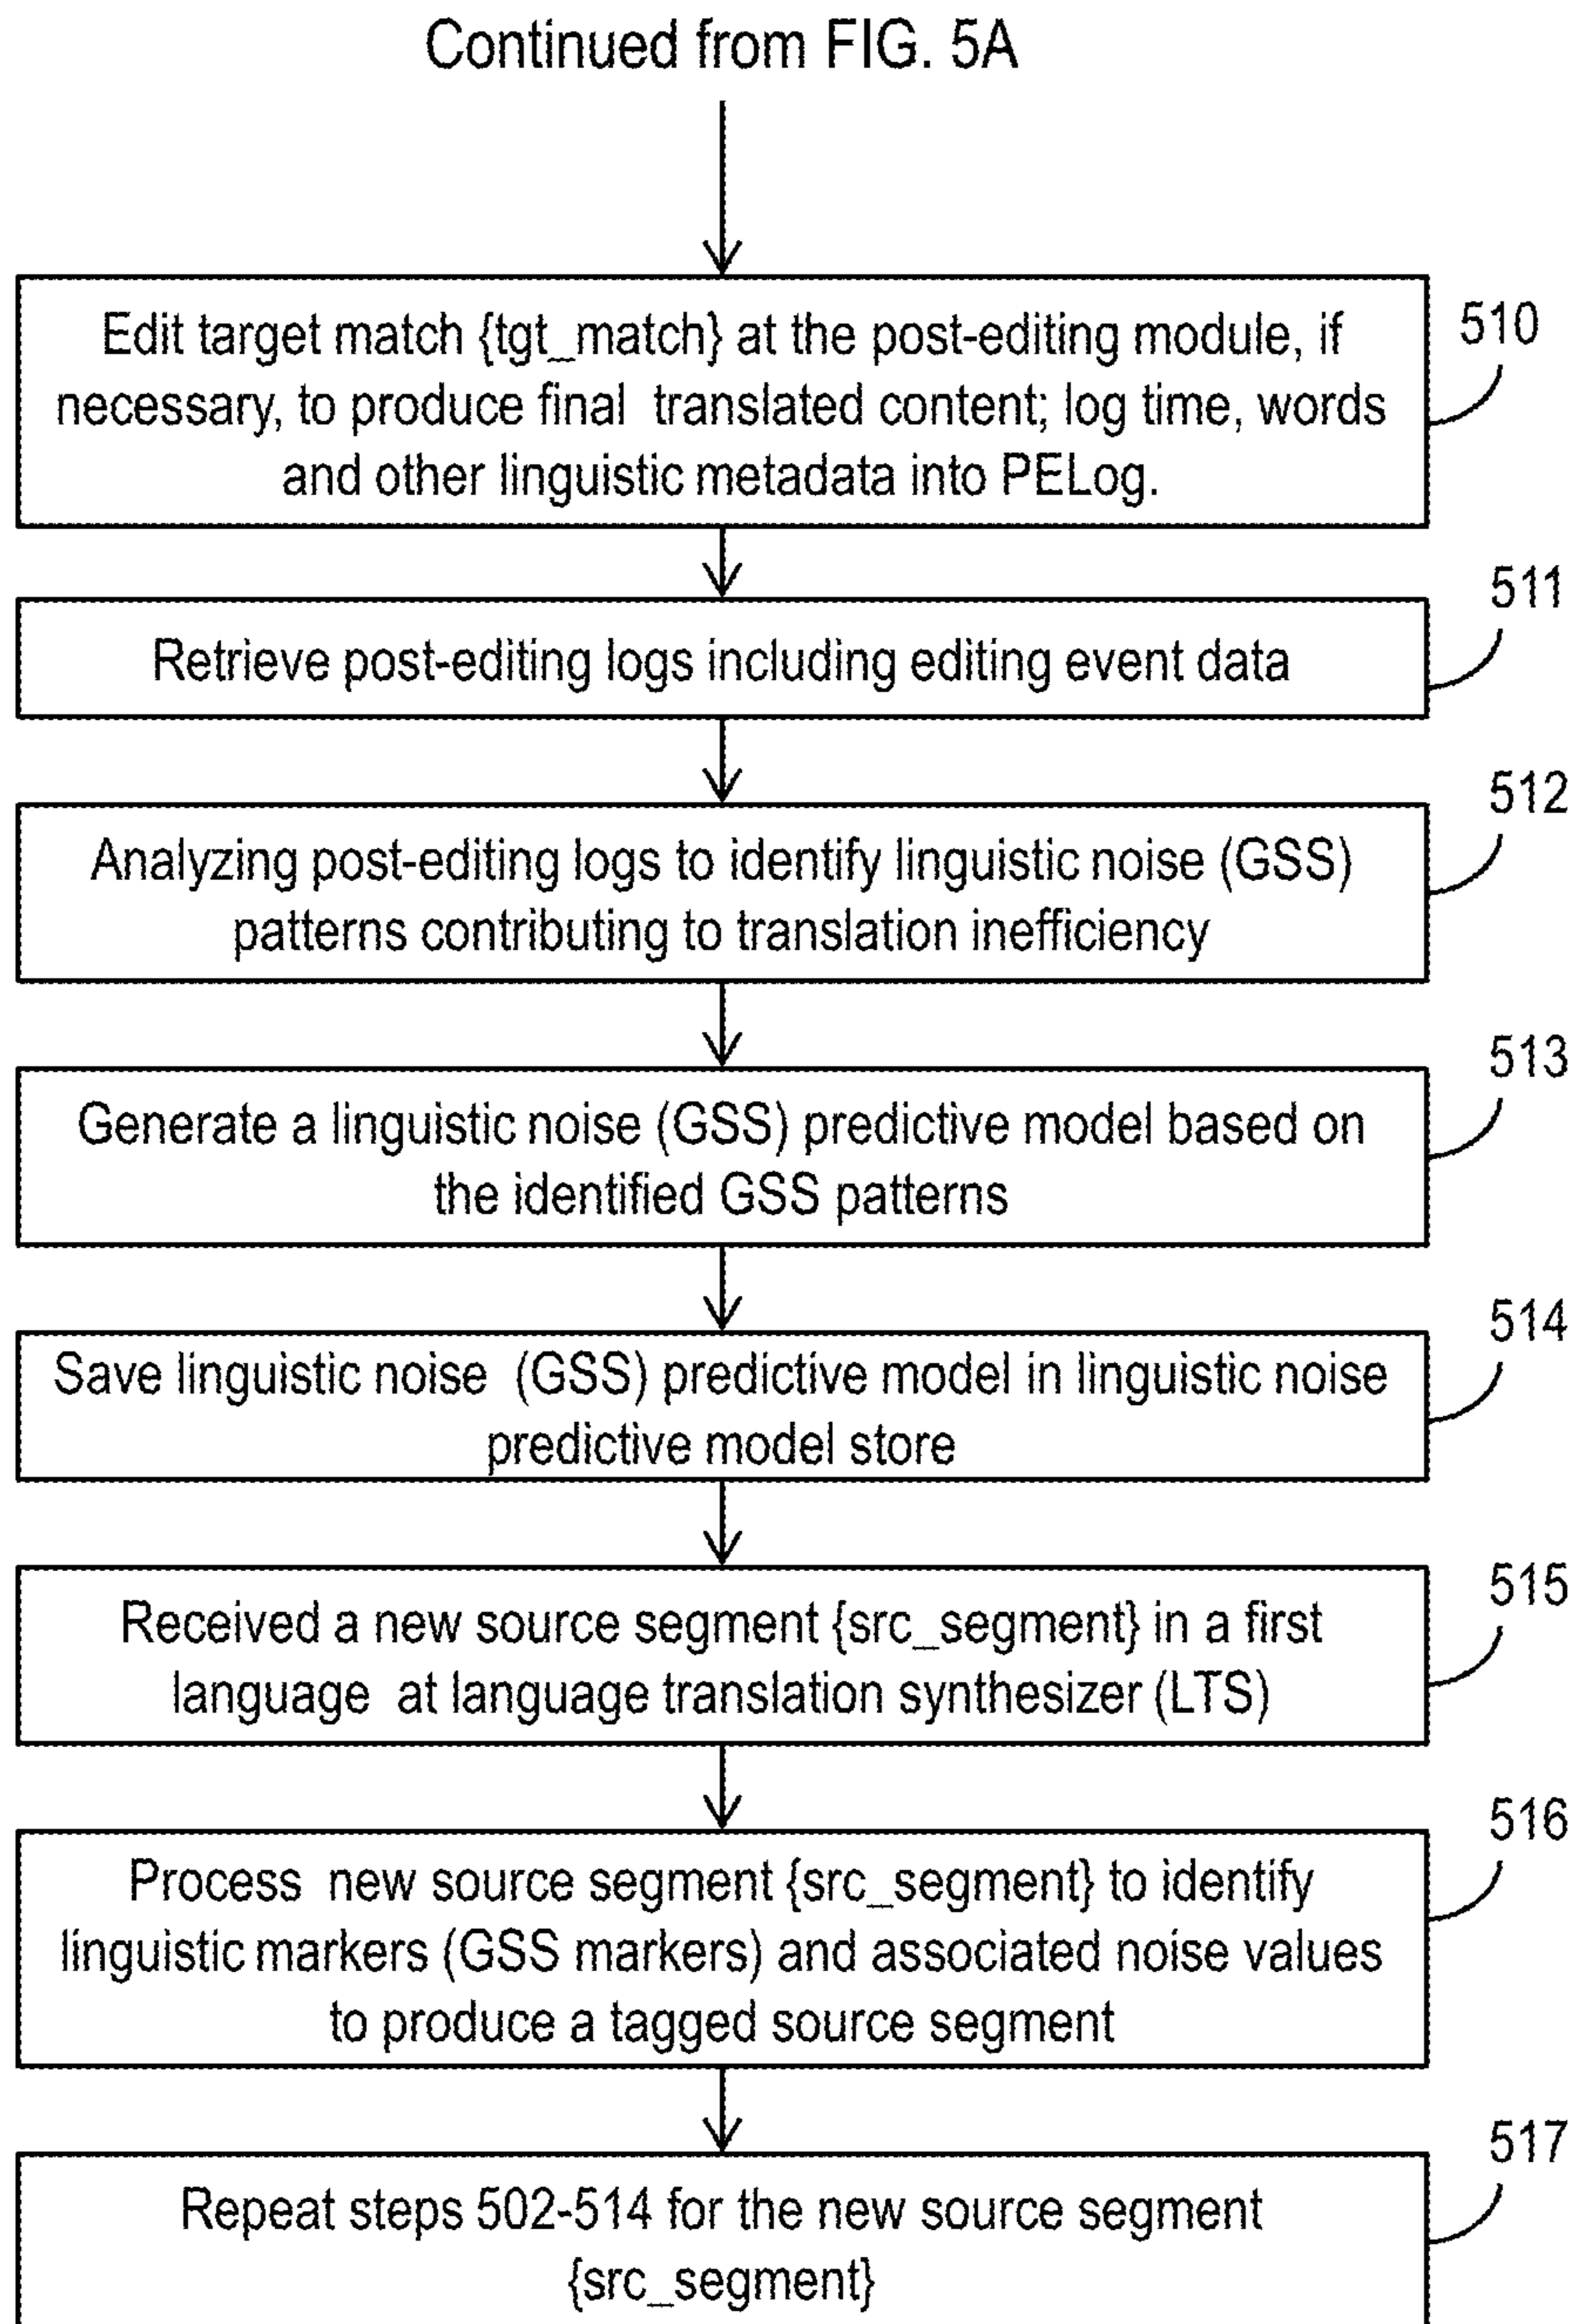 Continued from FIG. 5A
Edit target match {tgt_match} at the post-editing module, if
necessary, to produce final translated content; log time, words
and other linguistic metadata into PELog.
510
Retrieve post-editing logs including editing event data
511
Analyzing post-editing logs to identify linguistic noise (GSS)
patterns contributing to translation inefficiency
512
Generate a linguistic noise (GSS) predictive model based on
the identified GSS patterns
513
Save linguistic noise (GSS) predictive model in linguistic noise
predictive model store
514
Received a new source segment {src_segment} in a first
language at language translation synthesizer (LTS)
515
Process new source segment {src_segment} to identify
linguistic markers (GSS markers) and associated noise values
to produce a tagged source segment
516
Repeat steps 502-514 for the new source segment
{src_segment}
517